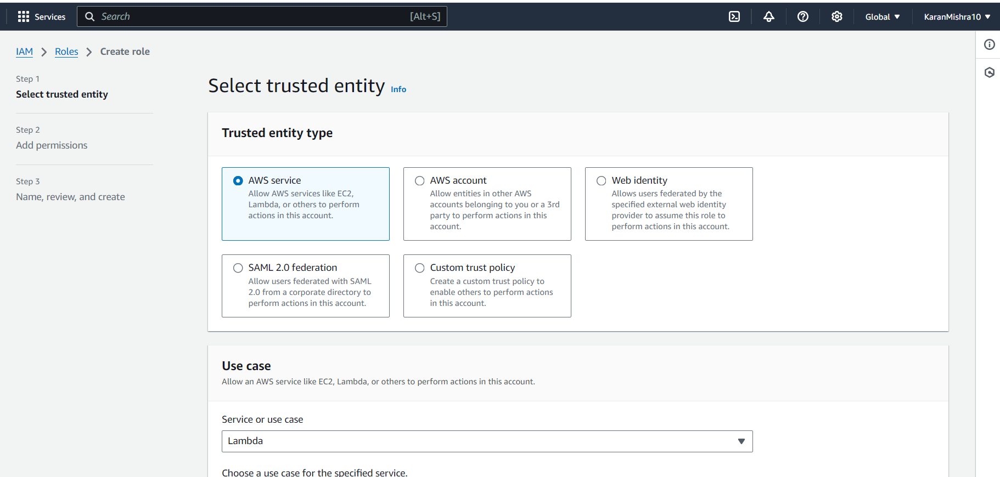 Services
Search [Alt+S]
Global
KaranMishra10
IAM
Roles
Create role
Step 1
Select trusted entity
Step 2
Add permissions
Step 3
Name, review, and create
Select trusted entity Info
Trusted entity type
AWS service
Allow AWS services like EC2,
Lambda, or others to perform
actions in this account.
AWS account
Allow entities in other AWS
accounts belonging to you or a 3rd
party to perform actions in this
account.
Web identity
Allows users federated by the
specified external web identity
provider to assume this role to
perform actions in this account.
SAML 2.0 federation
Allow users federated with SAML
2.0 from a corporate directory to
perform actions in this account.
Custom trust policy
Create a custom trust policy to
enable others to perform actions
in this account.
Use case
Allow an AWS service like EC2, Lambda, or others to perform actions in this account.
Service or use case
Lambda
Choose a use case for the specified service.